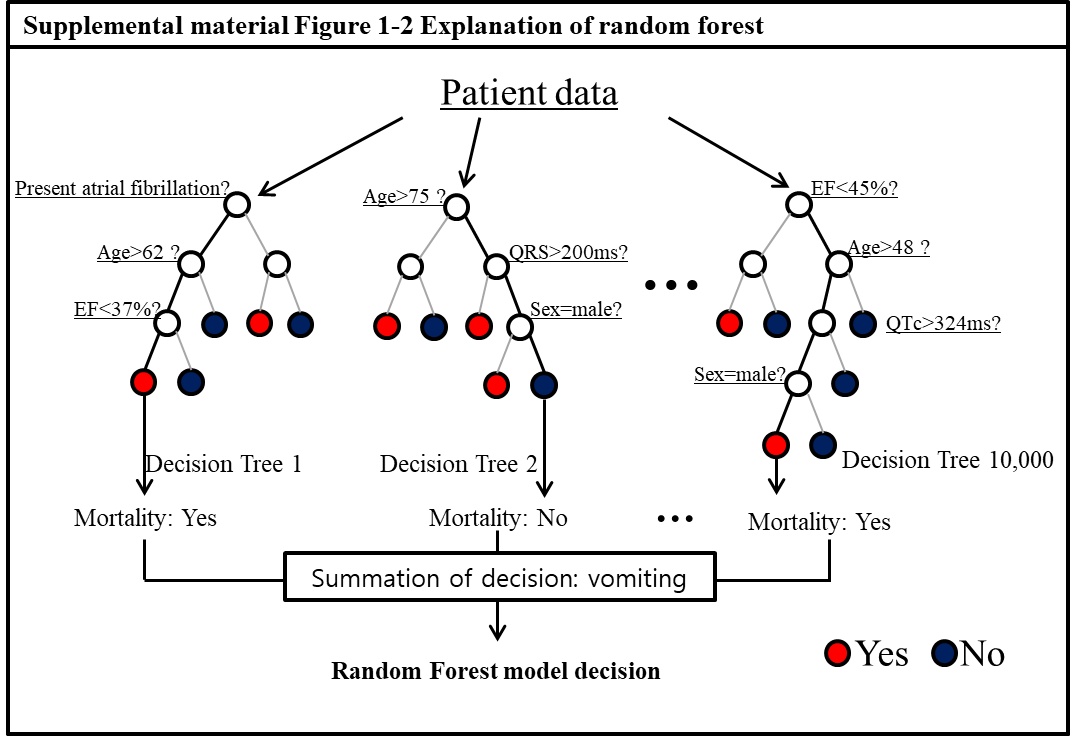 Supplemental material Figure 1-2 Explanation of random forest
Patient data
Present atrial fibrillation?
Age>62 ?
EF<37%?
Age>75 ?
QRS>200ms?
Sex=male?
EF<45%?
Age>48 ?
QTc>324ms?
Sex=male?
Decision Tree 1
Decision Tree 2
Decision Tree 10,000
Mortality: Yes
Mortality: No
Mortality: Yes
Summation of decision: vomiting
Random Forest model decision
Yes
No